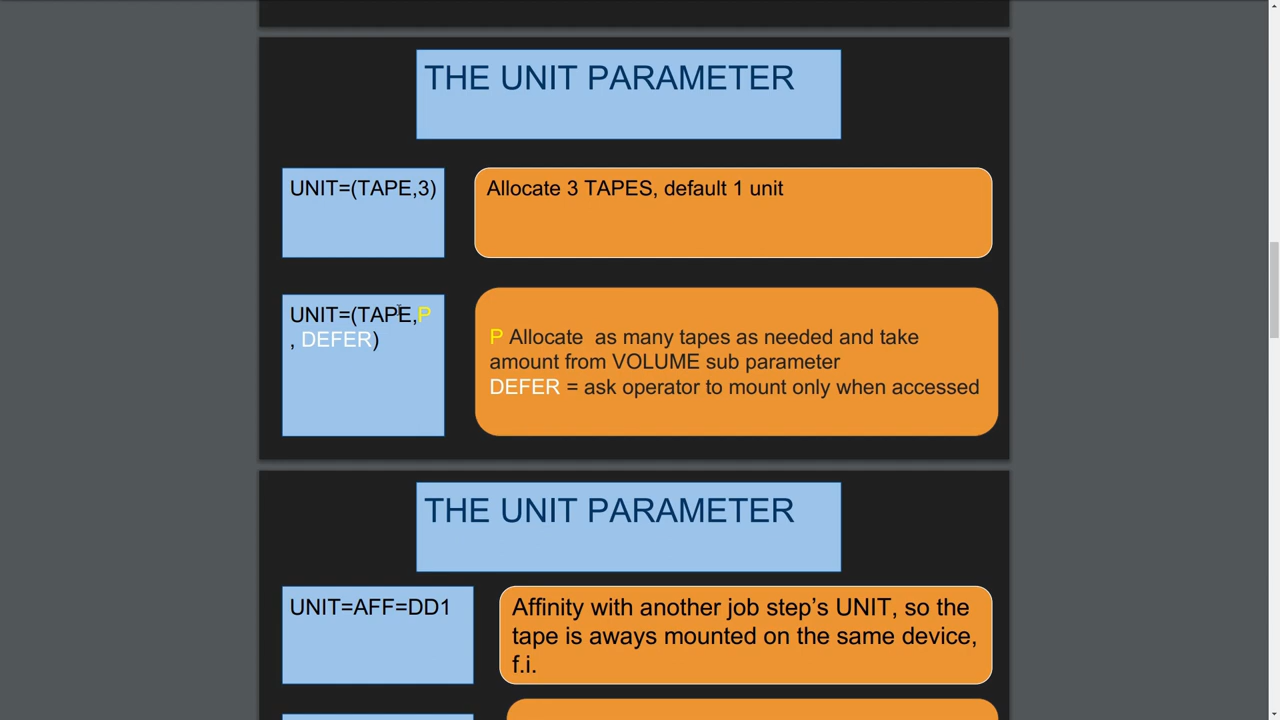 THE UNIT PARAMETER
UNIT=(TAPE,3)
Allocate 3 TAPES, default 1 unit
UNIT=(TAPE,P
, DEFER)
P Allocate  as many tapes as needed and take
amount from VOLUME sub parameter
DEFER = ask operator to mount only when accessed
THE UNIT PARAMETER
UNIT=AFF=DD1
Affinity with another job step’s UNIT, so the
tape is aways mounted on the same device,
f.i.